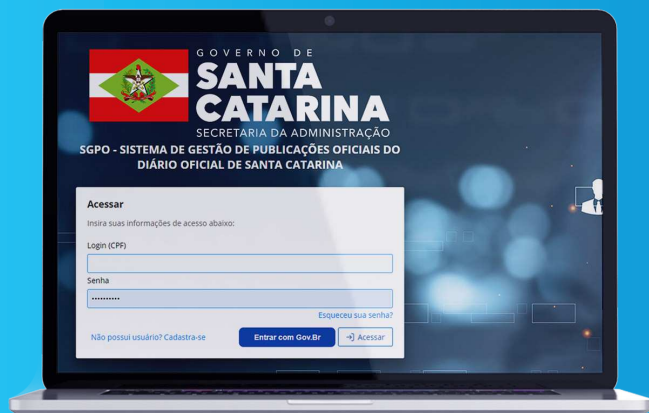 GOVERNO DE
SANTA
CATARINA
SECRETARIA DA ADMINISTRAÇÃO
SGPO - SISTEMA DE GESTÃO DE PUBLICAÇÕES OFICIAIS DO
DIÁRIO OFICIAL DE SANTA CATARINA
Acessar
Insira suas informações de acesso abaixo:
Login (CPF)
Senha
••••••••••
Esqueceu sua senha?
Não possui usuário? Cadastra-se
Entrar com Gov.Br
Acessar